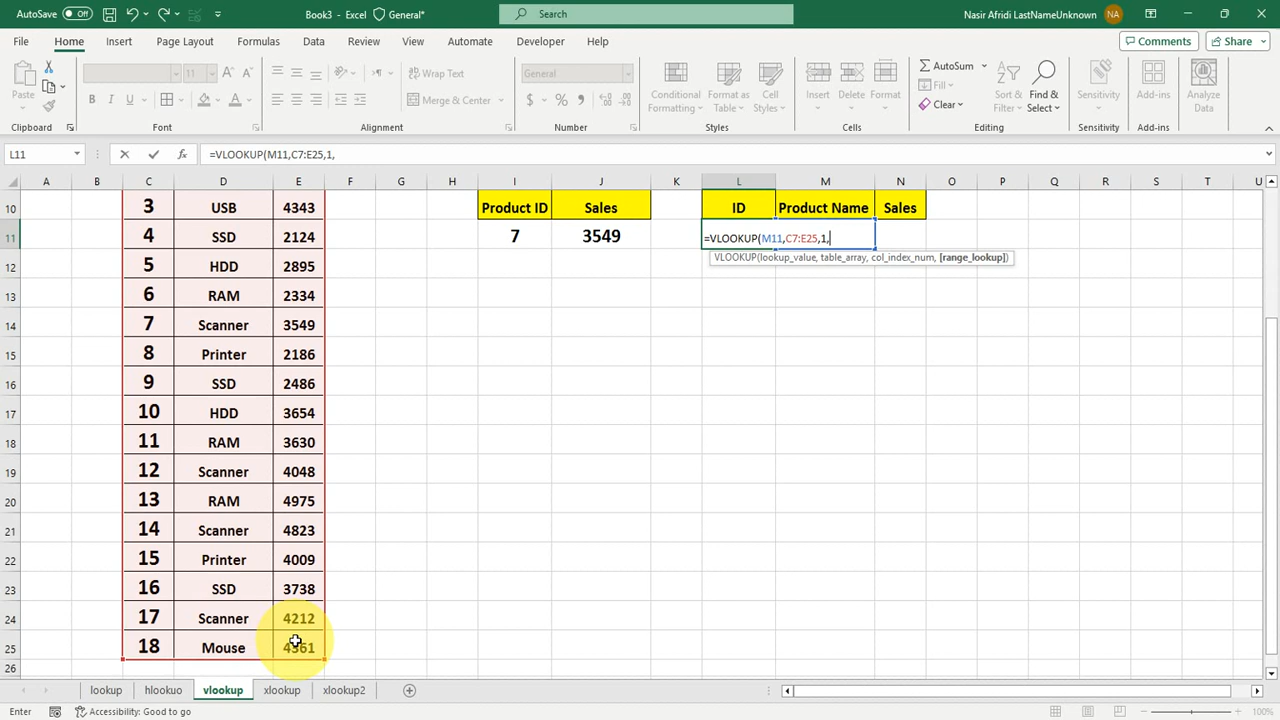 AutoSave Off Book3 - Excel General* Search Nasir Afridi LastNameUnknown NA
File Home Insert Page Layout Formulas Data Review View Automate Developer Help Comments Share
Paste 11 A A Wrap Text General Conditional Formatting Format as Table Cell Styles Insert Delete Format AutoSum Fill Clear Sort & Filter Find & Select Sensitivity Add-ins Analyze Data
B I U A Merge & Center $ % 9
Clipboard Font Alignment Number Styles Cells Editing Sensitivity Add-ins
L11 fx =VLOOKUP(M11,C7:E25,1,
A B C D E F G H I J K L M N O P Q R S T U
10 3 USB 4343 Product ID Sales ID Product Name Sales
11 4 SSD 2124 7 3549 =VLOOKUP(M11,C7:E25,1,
VLOOKUP(lookup_value, table_array, col_index_num, [range_lookup])
12 5 HDD 2895
13 6 RAM 2334
14 7 Scanner 3549
15 8 Printer 2186
16 9 SSD 2486
17 10 HDD 3654
18 11 RAM 3630
19 12 Scanner 4048
20 13 RAM 4975
21 14 Scanner 4823
22 15 Printer 4009
23 16 SSD 3738
24 17 Scanner 4212
25 18 Mouse
26
lookup hlookuo vlookup xlookup xlookup2
Enter Accessibility: Good to go 100%